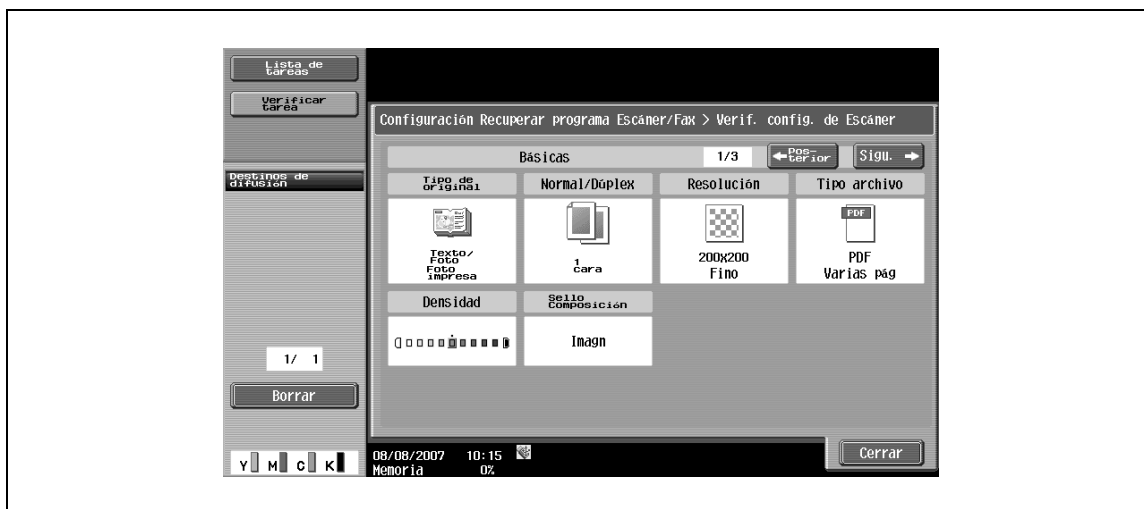 Lista de
tareas
Verificar
tarea
Configuración Recuperar programa Escáner/Fax > Verif. config. de Escáner
Básicas
1/3
Pos-
terior
Sigu.
Destinos de
difusión
Tipo de
original
Normal/Dúplex
Resolución
Tipo archivo
PDF
Texto/
Foto
Foto
impresa
1
cara
200X200
Fino
PDF
Varias pág
Densidad
Sello
Composición
Imagn
1/ 1
Borrar
Y M C K
08/08/2007 10:15
Memoria 0%
Cerrar